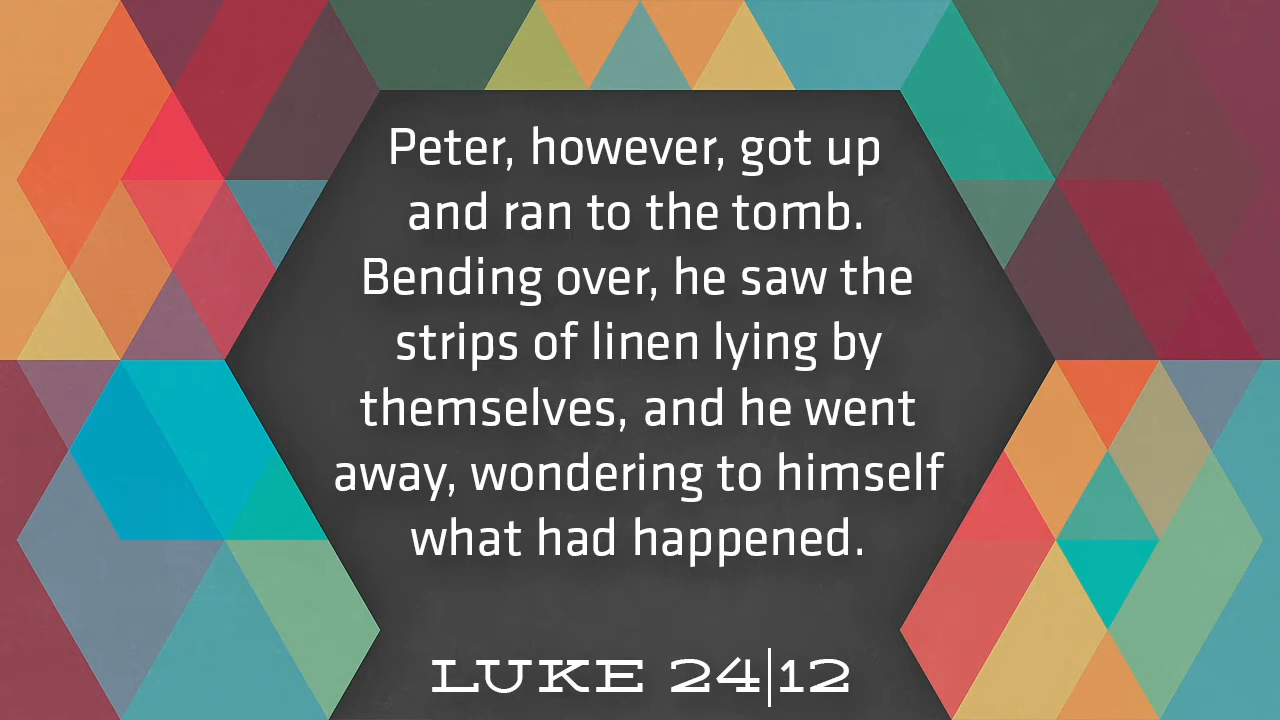 Peter, however, got up
and ran to the tomb.
Bending over, he saw the
strips of linen lying by
themselves, and he went
away, wondering to himself
what had happened.
LUKE 24|12